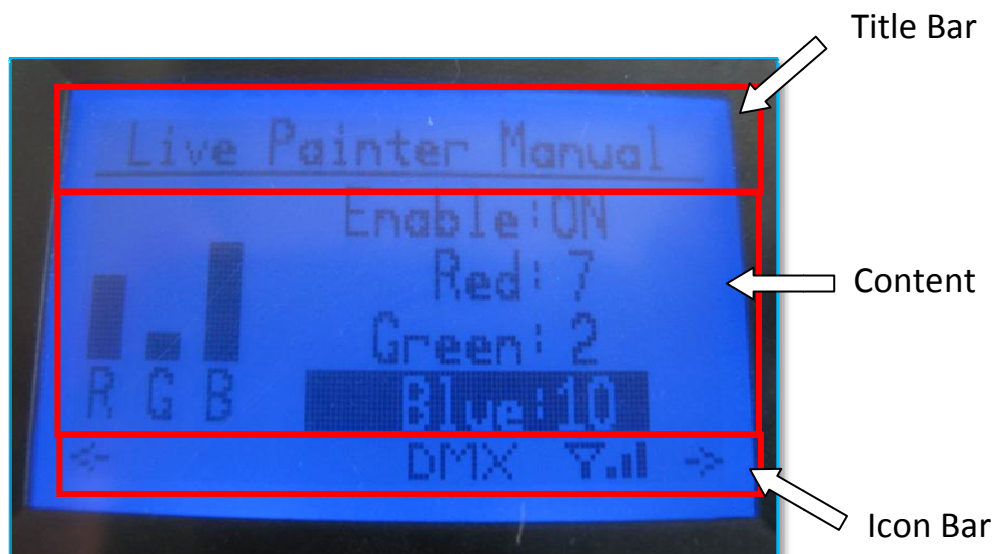 Title Bar
Live Painter Manual
Enable:ON
Red: 7
Content
Green: 2
R G B
Blue:10
<- DMX ->
Icon Bar